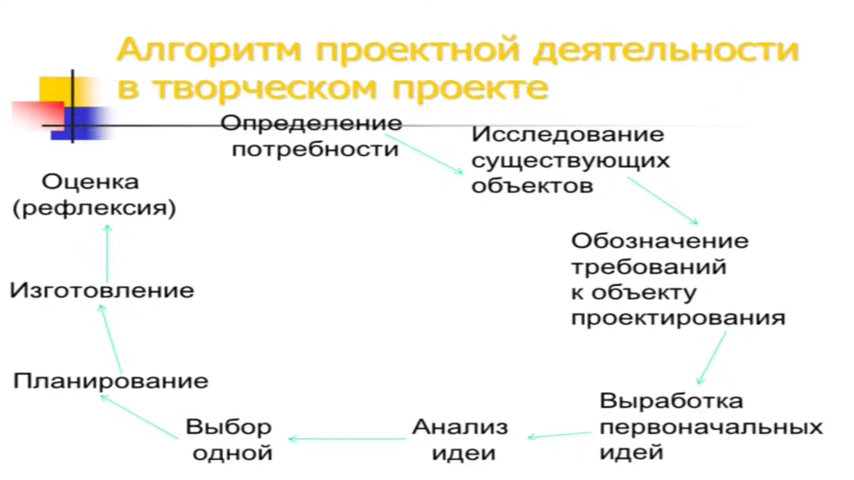 Алгоритм проектной деятельности
в творческом проекте
Определение
потребности
Исследование
существующих
объектов
Обозначение
требований
к объекту
проектирования
Выработка
первоначальных
идей
Анализ
идеи
Выбор
одной
Планирование
Изготовление
Оценка
(рефлексия)